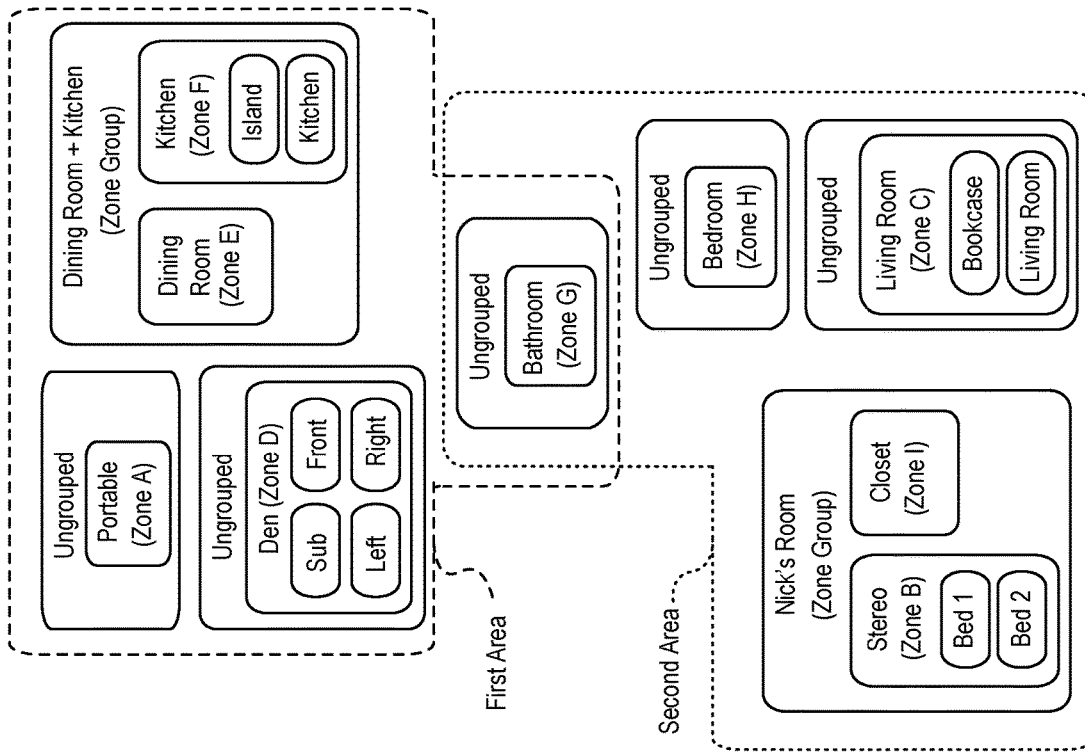 Ungrouped
Portable
(Zone A)
Ungrouped
Den (Zone D)
Sub
Front
Left
Right
Dining Room + Kitchen
(Zone Group)
Dining
Room
(Zone E)
Kitchen
(Zone F)
Island
Kitchen
First Area
Ungrouped
Bathroom
(Zone G)
Second Area
Nick's Room
(Zone Group)
Stereo
(Zone B)
Bed 1
Bed 2
Closet
(Zone I)
Ungrouped
Bedroom
(Zone H)
Ungrouped
Living Room
(Zone C)
Bookcase
Living Room